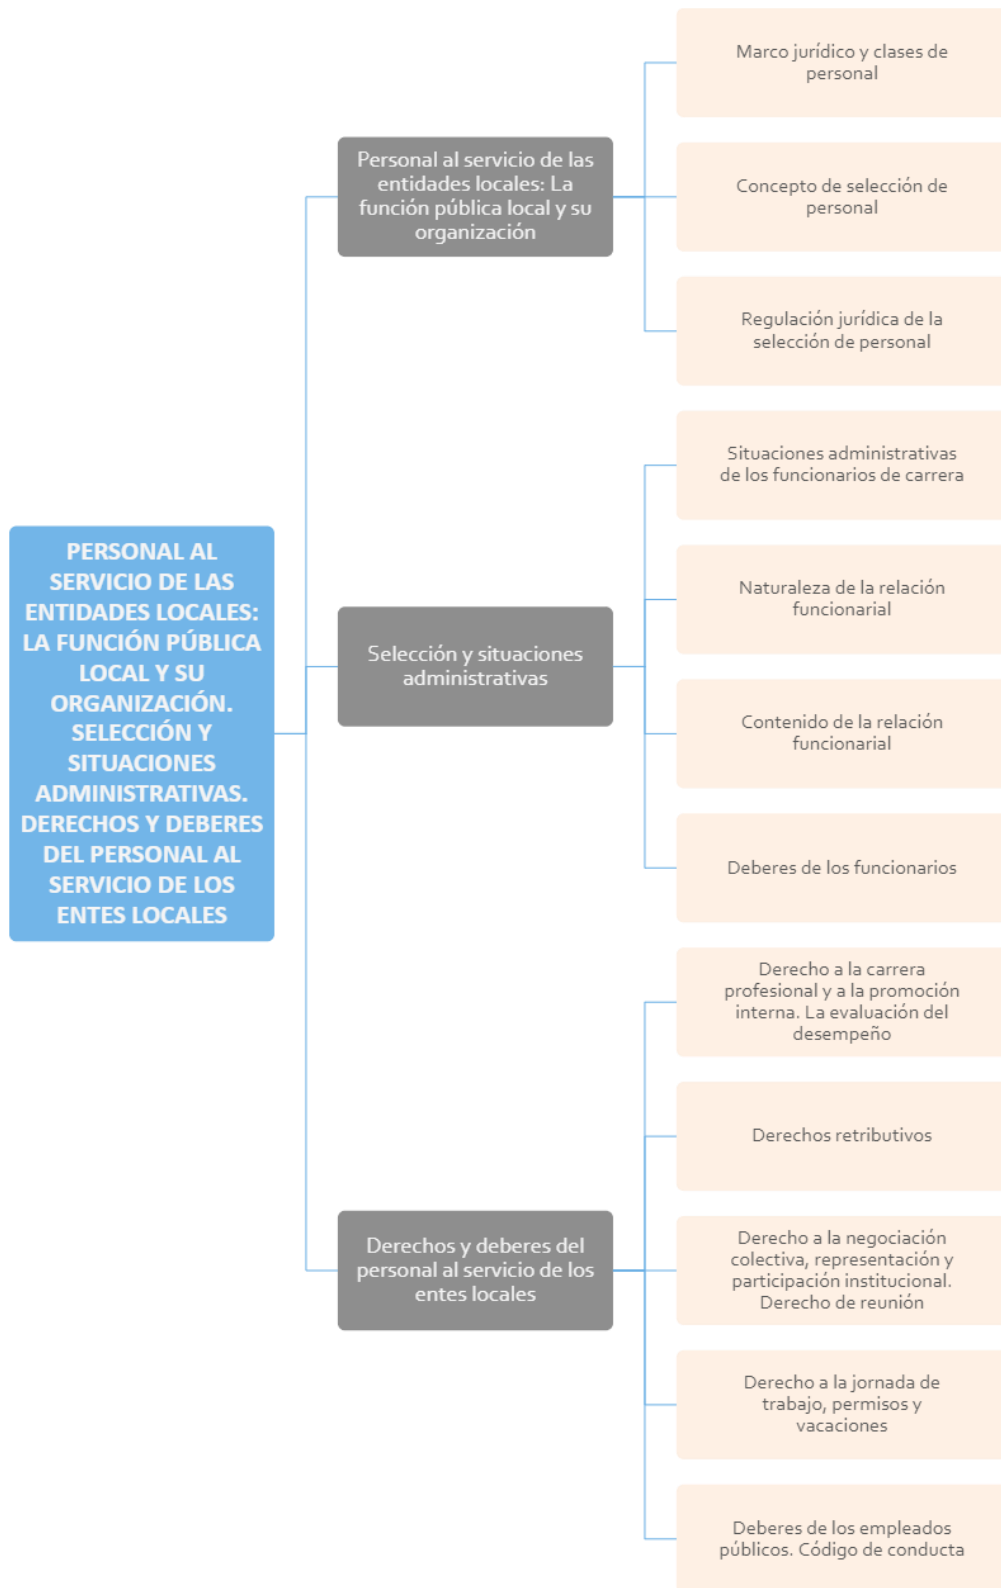 PERSONAL AL
SERVICIO DE LAS
ENTIDADES LOCALES:
LA FUNCIÓN PÚBLICA
LOCAL Y SU
ORGANIZACIÓN.
SELECCIÓN Y
SITUACIONES
ADMINISTRATIVAS.
DERECHOS Y DEBERES
DEL PERSONAL AL
SERVICIO DE LOS
ENTES LOCALES
Personal al servicio de las
entidades locales: La
función pública local y su
organización
Marco jurídico y clases de
personal
Concepto de selección de
personal
Regulación jurídica de la
selección de personal
Selección y situaciones
administrativas
Situaciones administrativas
de los funcionarios de carrera
Naturaleza de la relación
funcionarial
Contenido de la relación
funcionarial
Deberes de los funcionarios
Derechos y deberes del
personal al servicio de los
entes locales
Derecho a la carrera
profesional y a la promoción
interna. La evaluación del
desempeño
Derechos retributivos
Derecho a la negociación
colectiva, representación y
participación institucional.
Derecho de reunión
Derecho a la jornada de
trabajo, permisos y
vacaciones
Deberes de los empleados
públicos. Código de conducta